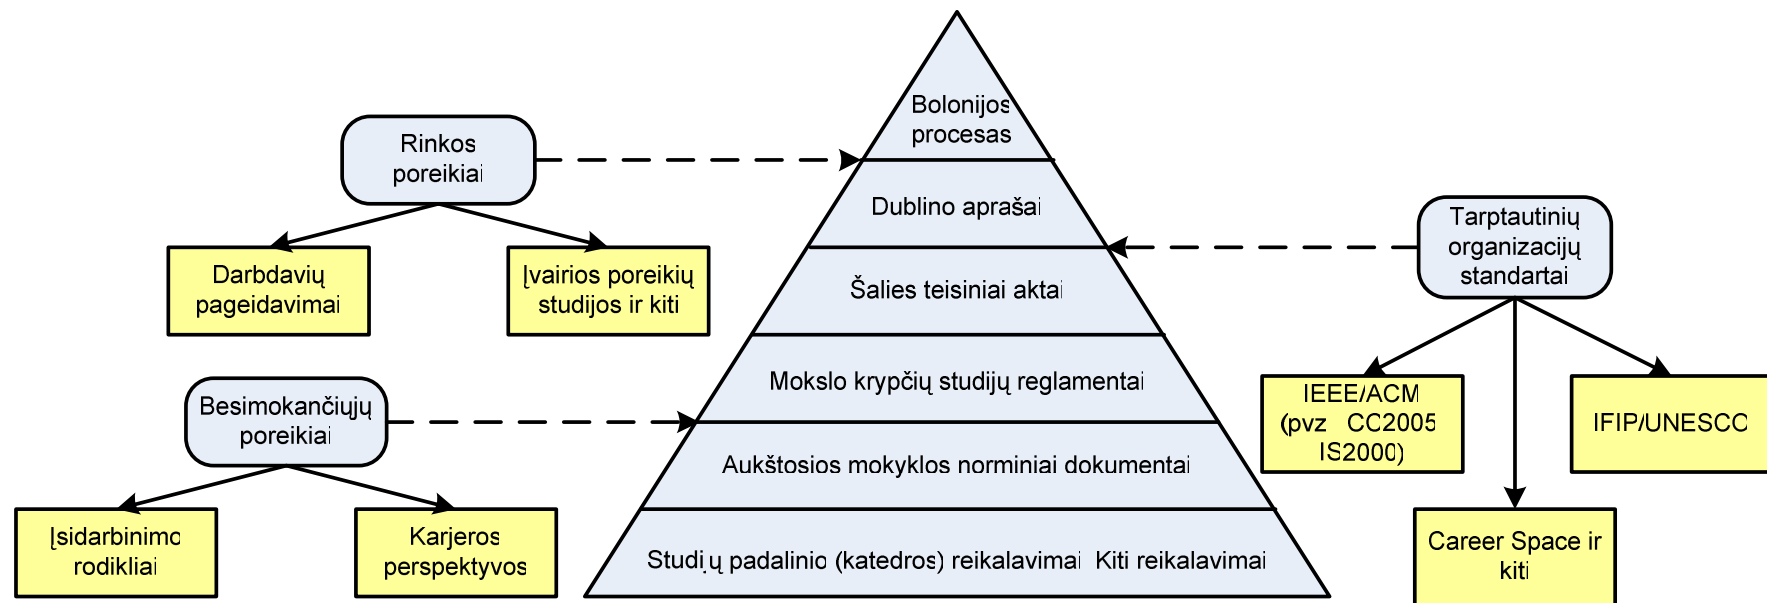 Bolonijos
procesas
Rinkos
poreikiai
Dublino aprašai
Tarptautinių
organizacijų
standartai
Darbdavių
pageidavimai
Įvairios poreikių
studijos ir kiti
Šalies teisiniai aktai
Mokslo krypčių studijų reglamentai
Besimokančiųjų
poreikiai
IEEE/ACM
(pvz CC2005
IS2000)
IFIP/UNESCO
Aukštosios mokyklos norminiai dokumentai
Įsidarbinimo
rodikliai
Karjeros
perspektyvos
Studijų padalinio (katedros) reikalavimai Kiti reikalavimai
Career Space ir
kiti